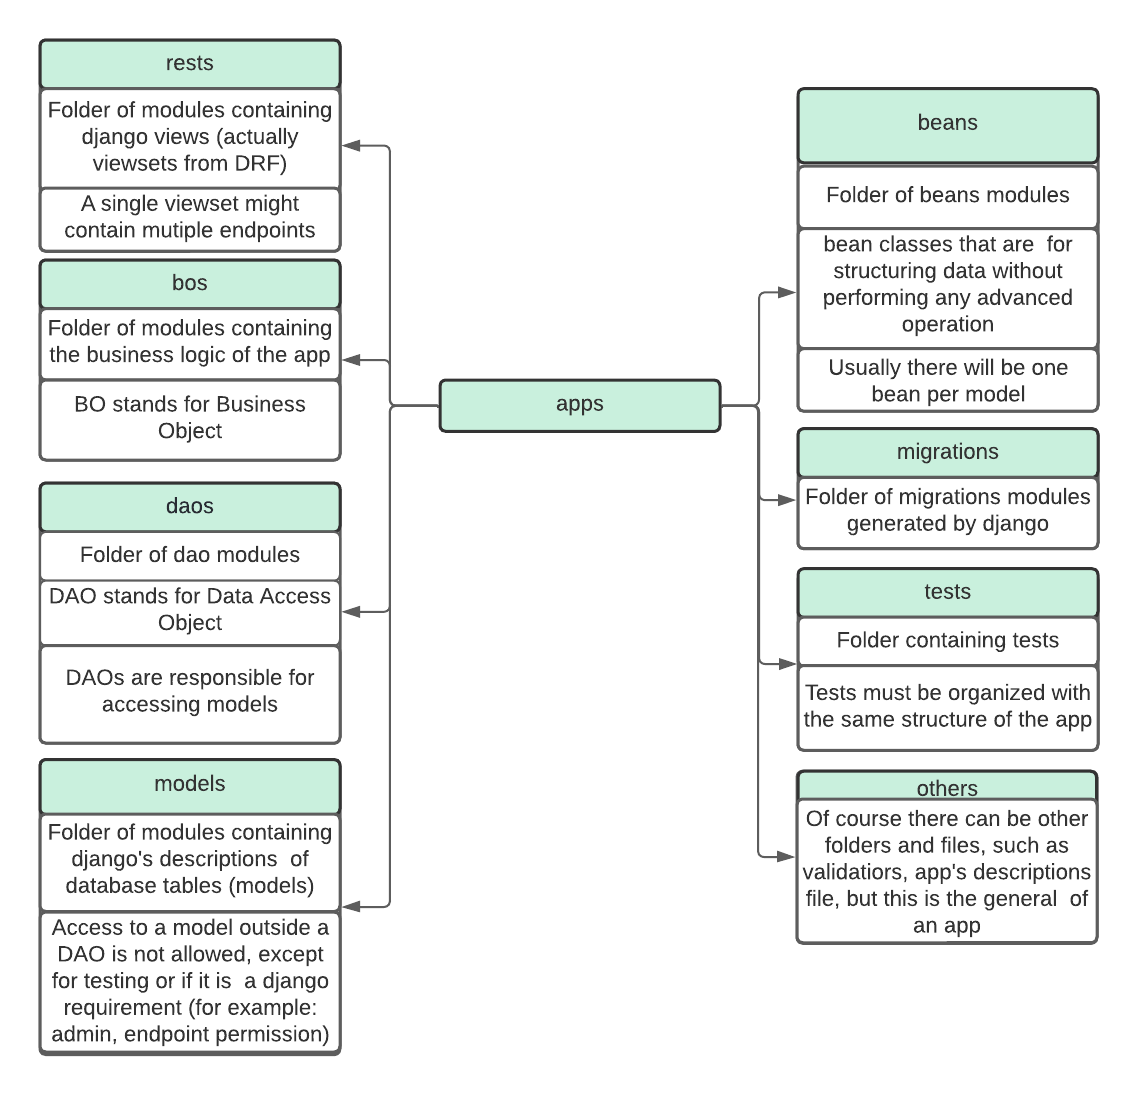 rests
Folder of modules containing
django views (actually
viewsets from DRF)
A single viewset might
contain mutiple endpoints
bos
Folder of modules containing
the business logic of the app
BO stands for Business
Object
daos
Folder of dao modules
DAO stands for Data Access
Object
DAOs are responsible for
accessing models
models
Folder of modules containing
django's descriptions  of
database tables (models)
Access to a model outside a
DAO is not allowed, except
for testing or if it is  a django
requirement (for example:
admin, endpoint permission)
apps
beans
Folder of beans modules
bean classes that are  for
structuring data without
performing any advanced
operation
Usually there will be one
bean per model
migrations
Folder of migrations modules
generated by django
tests
Folder containing tests
Tests must be organized with
the same structure of the app
others
Of course there can be other
folders and files, such as
validatiors, app's descriptions
file, but this is the general  of
an app